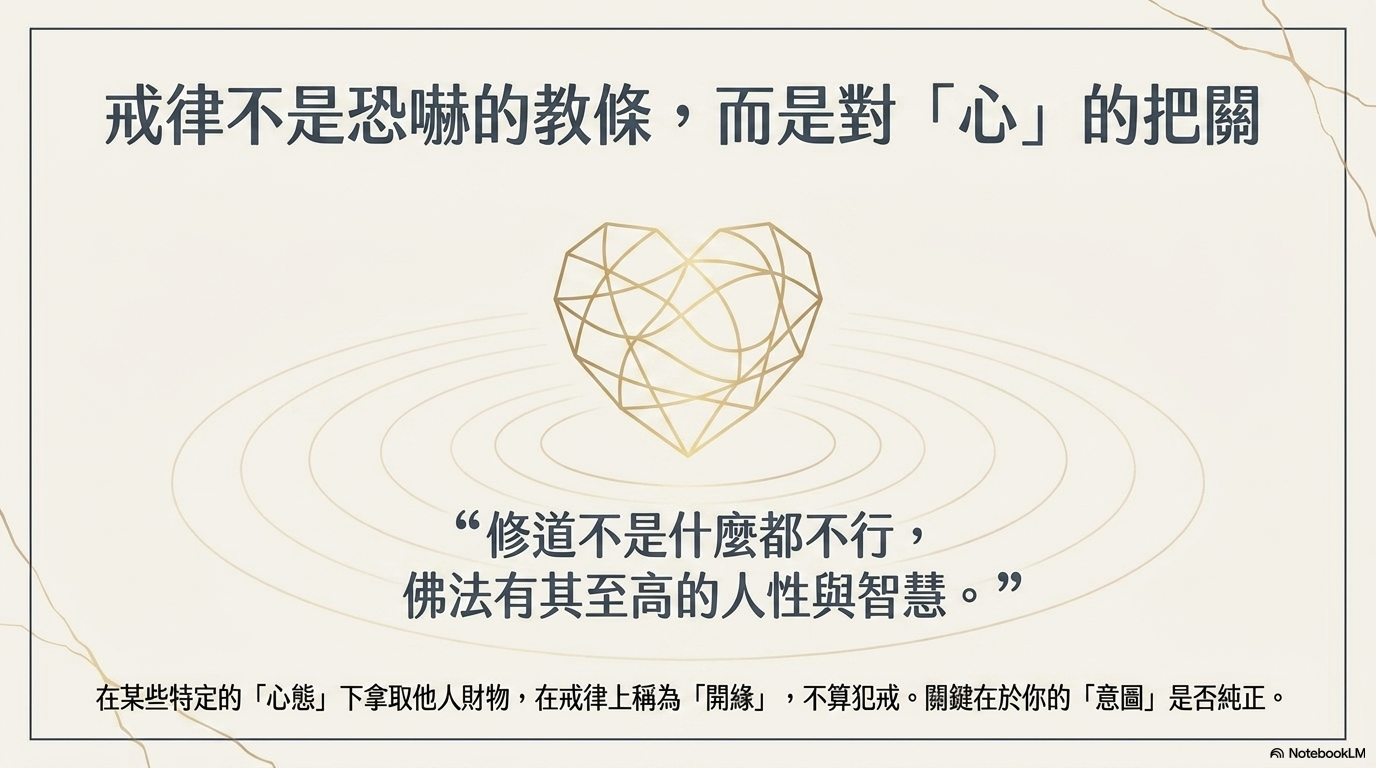 戒律不是恐嚇的教條，而是對「心」的把關
“修道不是什麼都不行，
佛法有其至高的人性與智慧。”
在某些特定的「心態」下拿取他人財物，在戒律上稱為「開緣」，不算犯戒。關鍵在於你的「意圖」是否純正。
NotebookLM